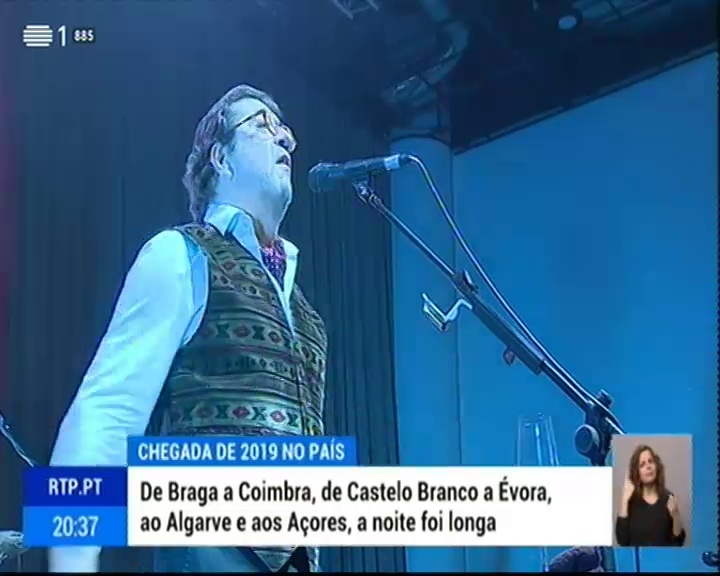 1 885
CHEGADA DE 2019 NO PAÍS
RTP.PT
De Braga a Coimbra, de Castelo Branco a Évora,
20:37
ao Algarve e aos Açores, a noite foi longa